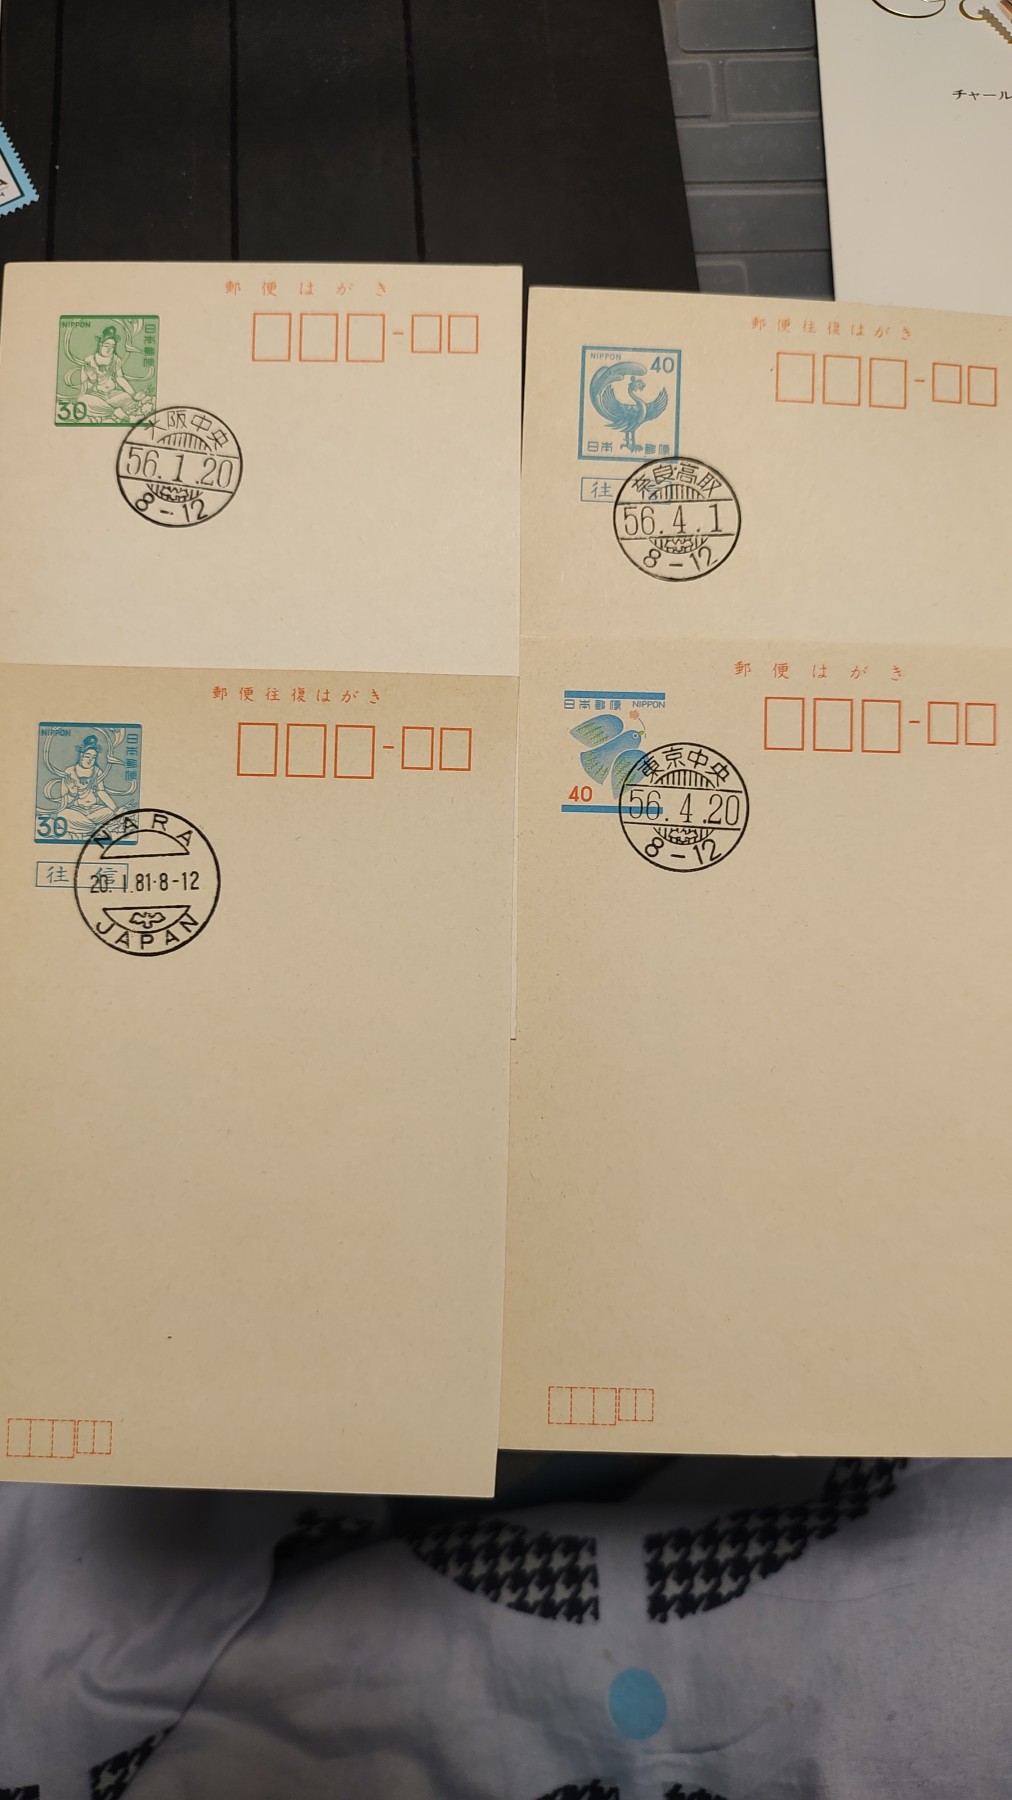 チャール
郵便はがき
NIPPON
日本郵便
30
大阪中央
56.1.20
8-12
郵便往復はがき
NIPPON 40
日本郵便
往
奈良・高取
56.4.1
8-12
郵便往復はがき
NIPPON
日本郵便
30
往信
NARA
20.1.81·8-12
JAPAN
郵便はがき
日本郵便 NIPPON
40
東京中央
56.4.20
8-12